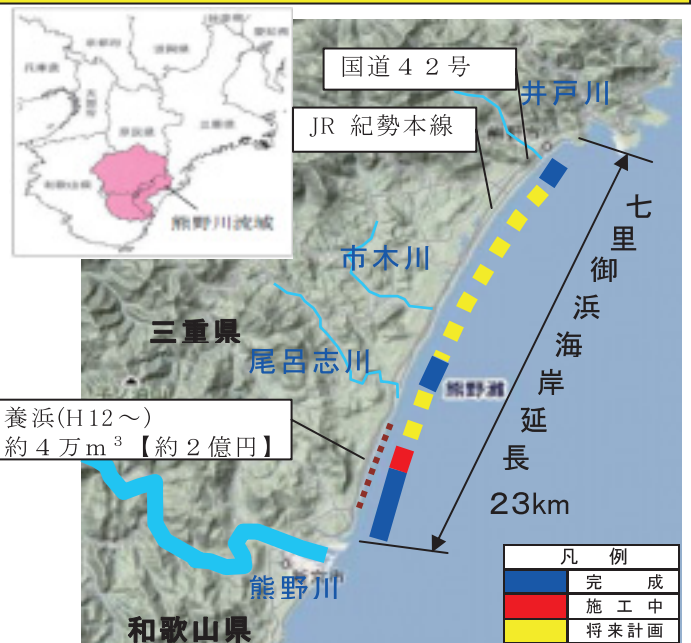 国道４２号
井戸川
JR 紀勢本線
熊野川流域
市木川
三重県
尾呂志川
熊野灘
七里御浜海岸延長
23km
養浜(H12～)
約４万m³【約２億円】
熊野川
和歌山県
凡 例
完 成
施 工 中
将来計画